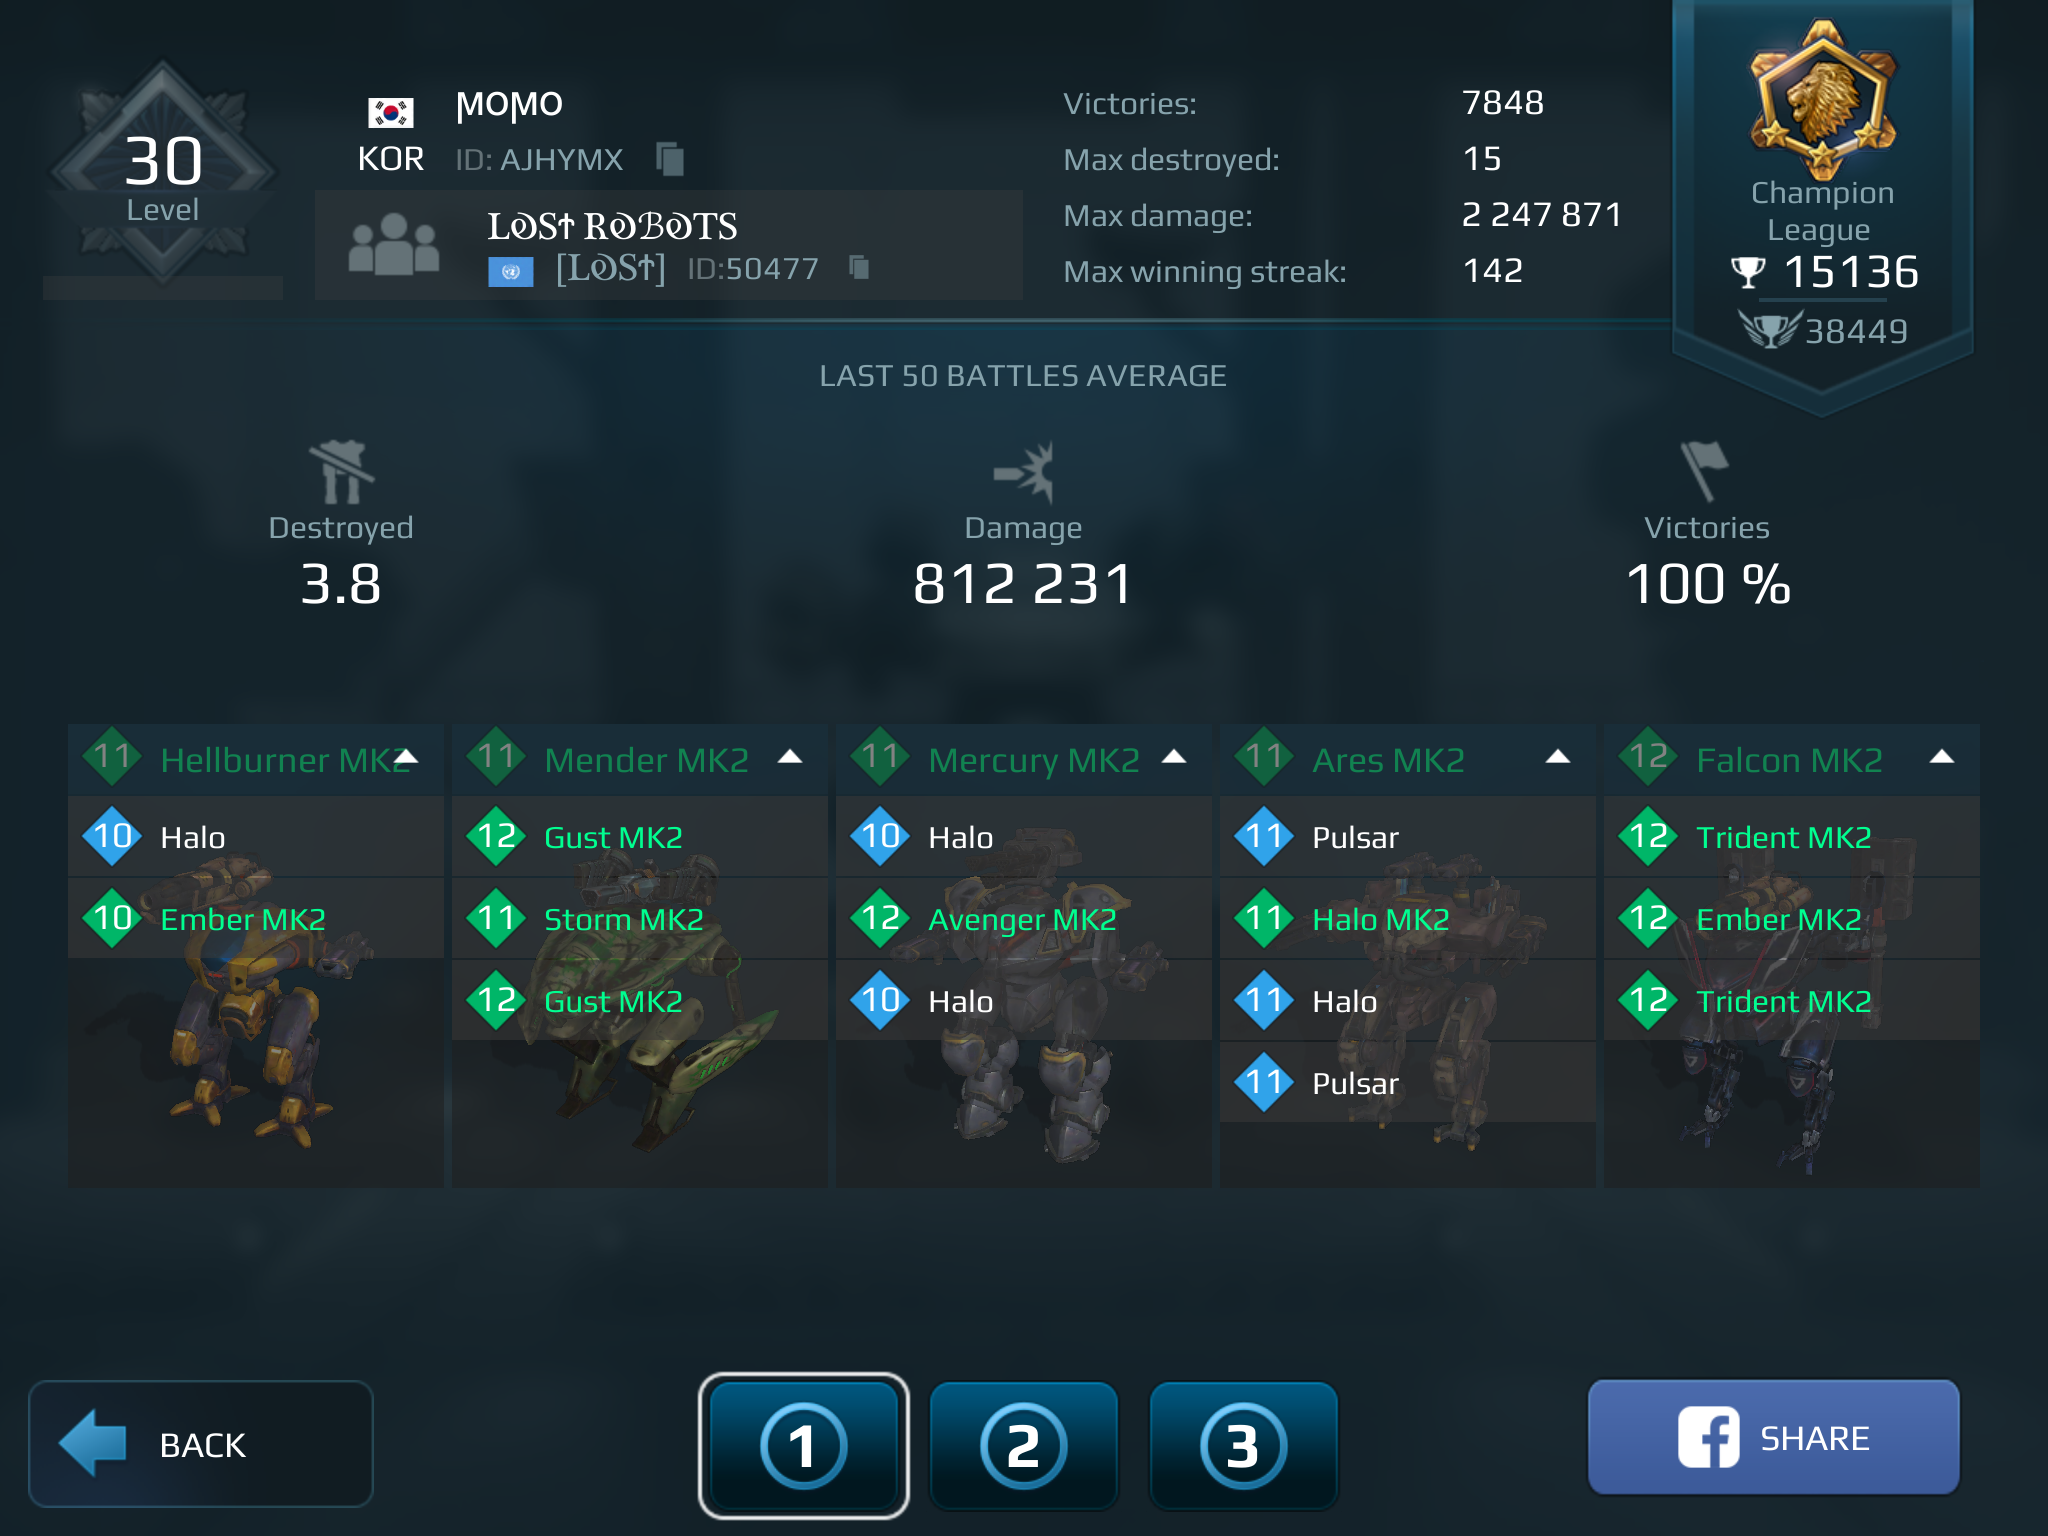 30
Level
KOR
ϺOϺO
ID: AJHYMX
LOST ROBOTS
[LOST] ID:50477
Victories: 7848
Max destroyed: 15
Max damage: 2 247 871
Max winning streak: 142
Champion
League
15136
38449
LAST 50 BATTLES AVERAGE
Destroyed
3.8
Damage
812 231
Victories
100 %
11 Hellburner MK2
10 Halo
10 Ember MK2
11 Mender MK2
12 Gust MK2
11 Storm MK2
12 Gust MK2
11 Mercury MK2
10 Halo
12 Avenger MK2
10 Halo
11 Ares MK2
11 Pulsar
11 Halo MK2
11 Halo
11 Pulsar
12 Falcon MK2
12 Trident MK2
12 Ember MK2
12 Trident MK2
BACK
1
2
3
SHARE